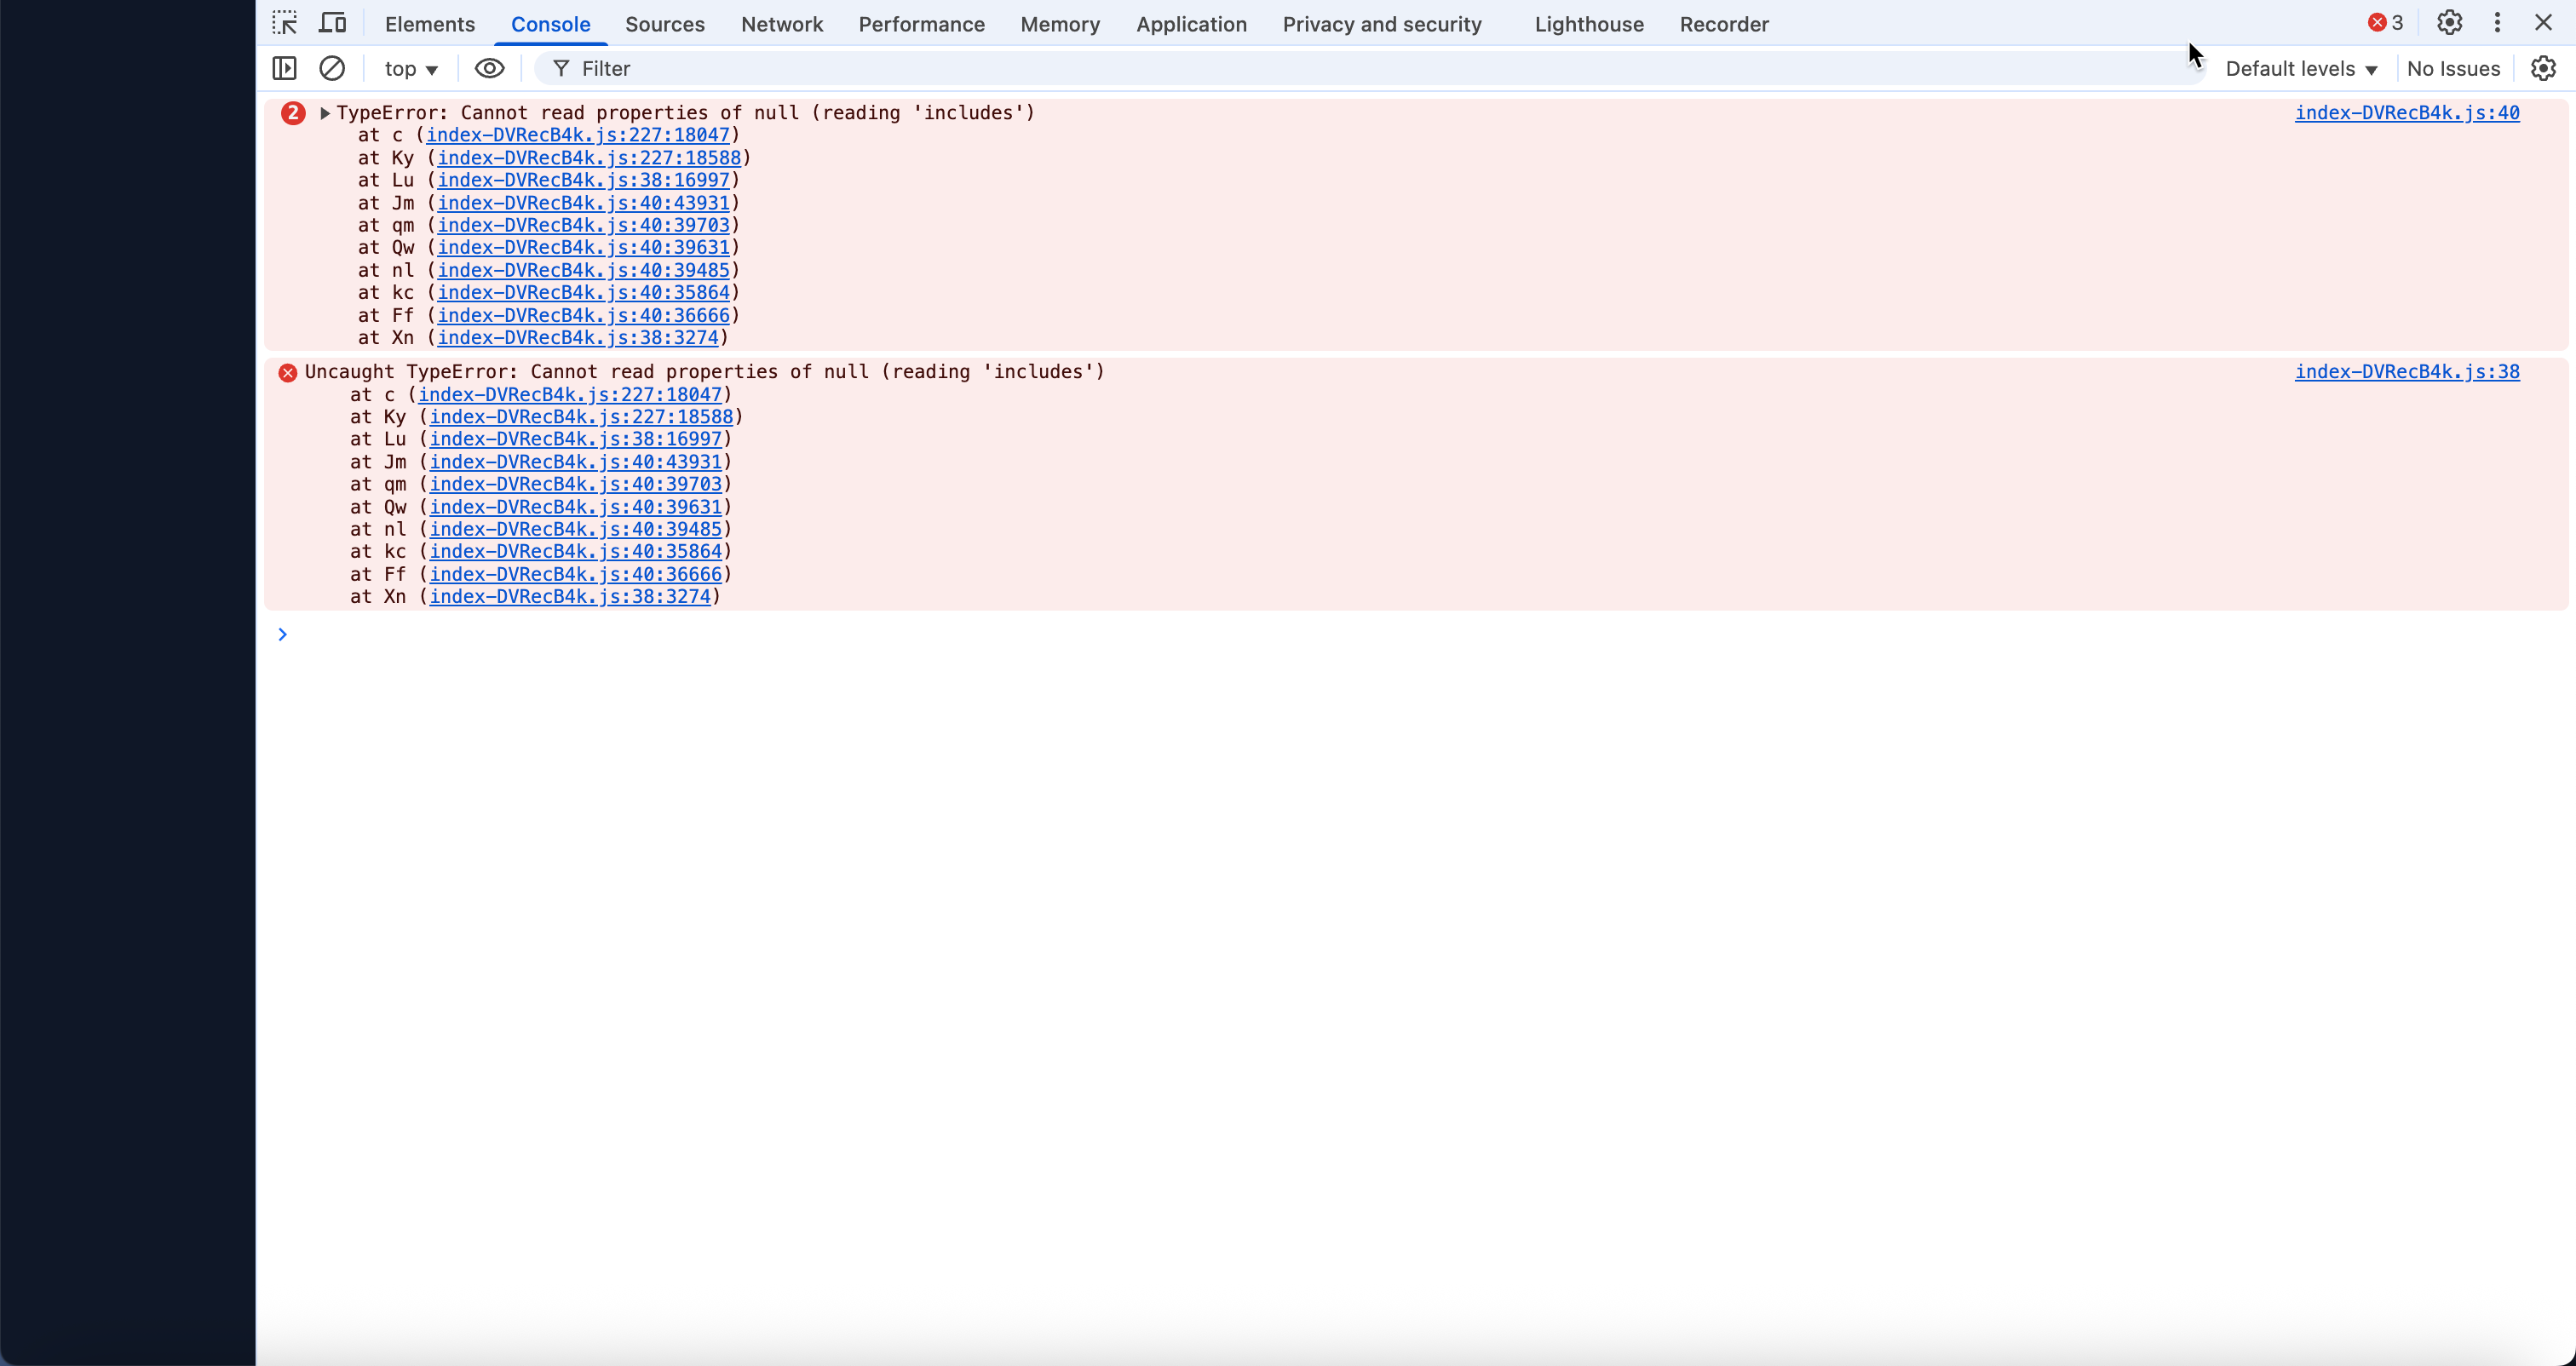 Elements Console Sources Network Performance Memory Application Privacy and security Lighthouse Recorder 3
top Filter Default levels No Issues
2 TypeError: Cannot read properties of null (reading 'includes') index-DVRecB4k.js:40
at c (index-DVRecB4k.js:227:18047)
at Ky (index-DVRecB4k.js:227:18588)
at Lu (index-DVRecB4k.js:38:16997)
at Jm (index-DVRecB4k.js:40:43931)
at qm (index-DVRecB4k.js:40:39703)
at Qw (index-DVRecB4k.js:40:39631)
at nl (index-DVRecB4k.js:40:39485)
at kc (index-DVRecB4k.js:40:35864)
at Ff (index-DVRecB4k.js:40:36666)
at Xn (index-DVRecB4k.js:38:3274)
Uncaught TypeError: Cannot read properties of null (reading 'includes') index-DVRecB4k.js:38
at c (index-DVRecB4k.js:227:18047)
at Ky (index-DVRecB4k.js:227:18588)
at Lu (index-DVRecB4k.js:38:16997)
at Jm (index-DVRecB4k.js:40:43931)
at qm (index-DVRecB4k.js:40:39703)
at Qw (index-DVRecB4k.js:40:39631)
at nl (index-DVRecB4k.js:40:39485)
at kc (index-DVRecB4k.js:40:35864)
at Ff (index-DVRecB4k.js:40:36666)
at Xn (index-DVRecB4k.js:38:3274)